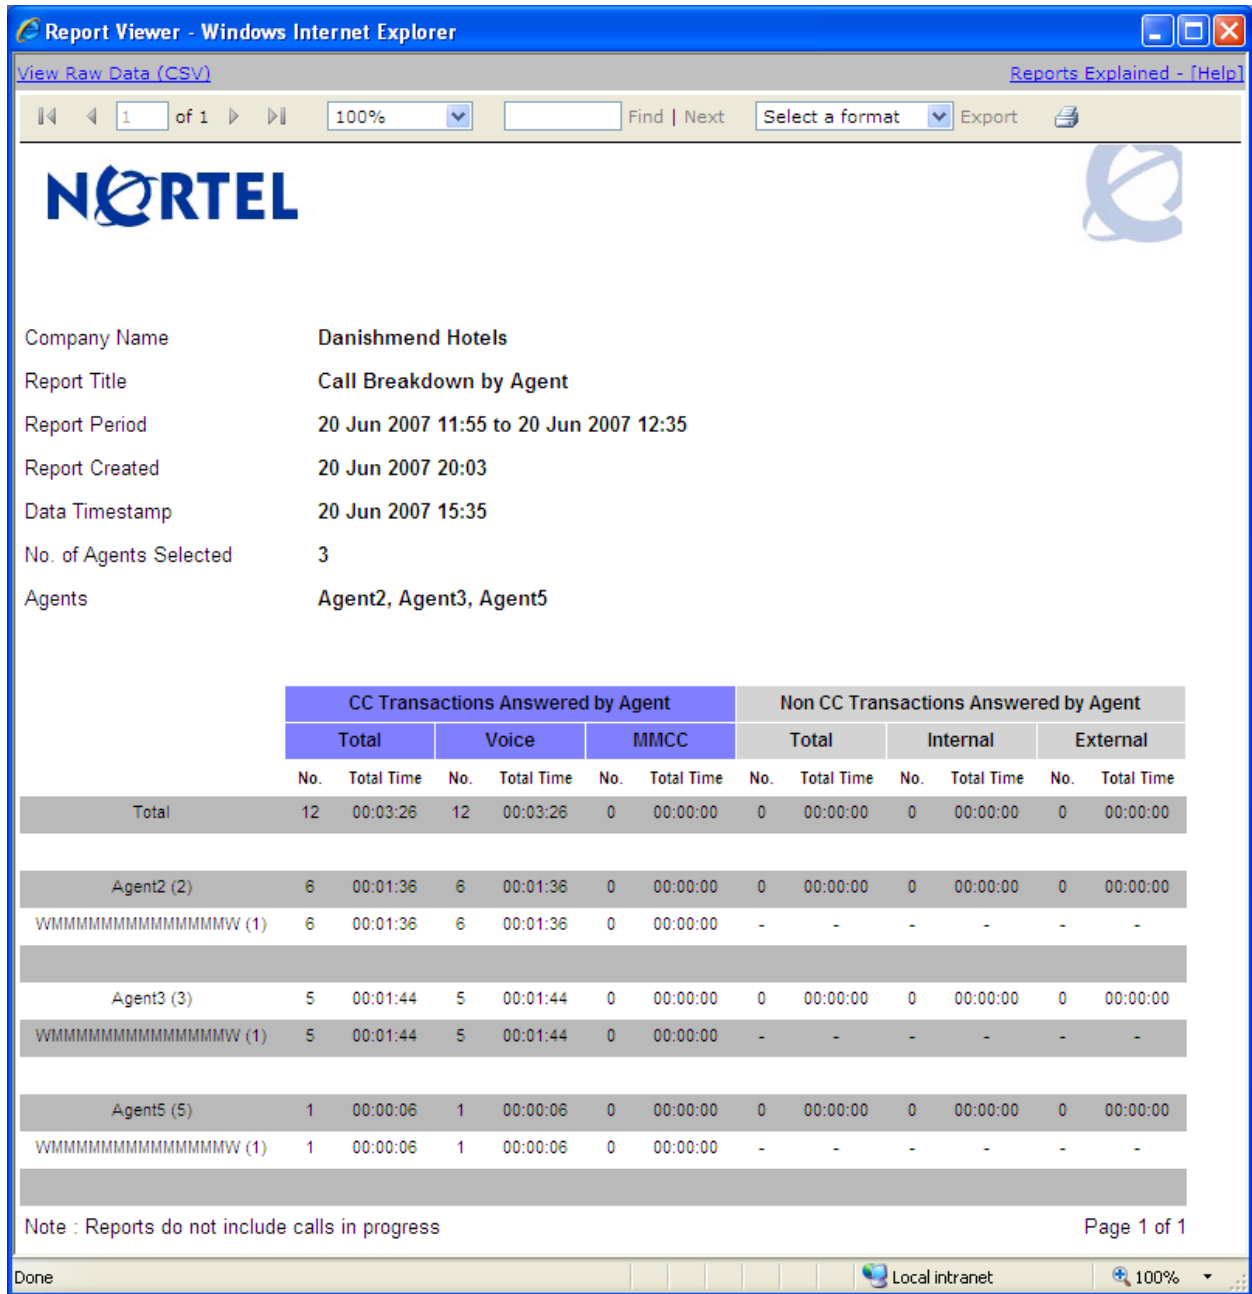 Report Viewer - Windows Internet Explorer
View Raw Data (CSV) Reports Explained - [Help]
1 of 1 100% Find | Next Select a format Export
NORTEL
Company Name Danishmend Hotels
Report Title Call Breakdown by Agent
Report Period 20 Jun 2007 11:55 to 20 Jun 2007 12:35
Report Created 20 Jun 2007 20:03
Data Timestamp 20 Jun 2007 15:35
No. of Agents Selected 3
Agents Agent2, Agent3, Agent5
CC Transactions Answered by Agent Non CC Transactions Answered by Agent
Total Voice MMCC Total Internal External
No. Total Time No. Total Time No. Total Time No. Total Time No. Total Time No. Total Time
Total 12 00:03:26 12 00:03:26 0 00:00:00 0 00:00:00 0 00:00:00 0 00:00:00
Agent2 (2) 6 00:01:36 6 00:01:36 0 00:00:00 0 00:00:00 0 00:00:00 0 00:00:00
WMMMMMMMMMMMMMMW (1) 6 00:01:36 6 00:01:36 0 00:00:00 - - - - - -
Agent3 (3) 5 00:01:44 5 00:01:44 0 00:00:00 0 00:00:00 0 00:00:00 0 00:00:00
WMMMMMMMMMMMMMMW (1) 5 00:01:44 5 00:01:44 0 00:00:00 - - - - - -
Agent5 (5) 1 00:00:06 1 00:00:06 0 00:00:00 0 00:00:00 0 00:00:00 0 00:00:00
WMMMMMMMMMMMMMMW (1) 1 00:00:06 1 00:00:06 0 00:00:00 - - - - - -
Note : Reports do not include calls in progress Page 1 of 1
Done Local intranet 100%